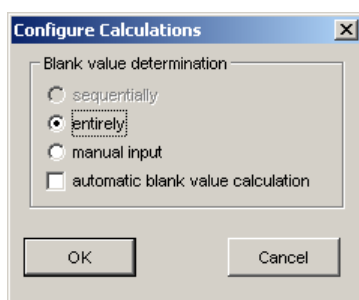 Configure Calculations
Blank value determination
sequentially
entirely
manual input
automatic blank value calculation
OK
Cancel